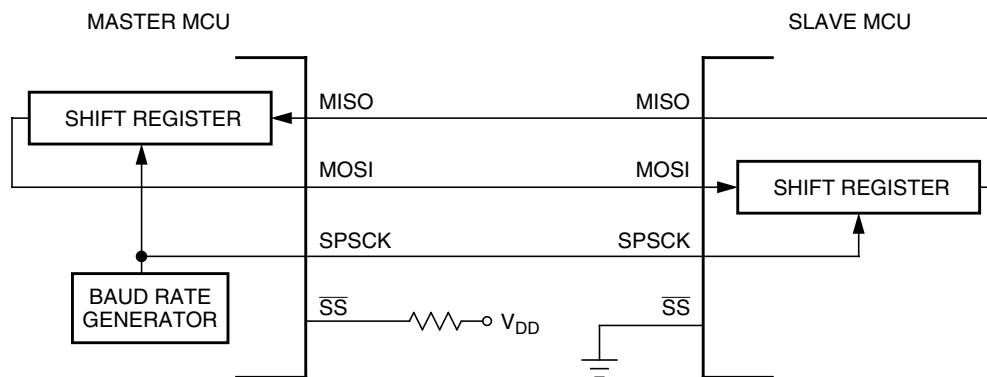 MASTER MCU
SLAVE MCU
SHIFT REGISTER
MISO
MISO
MOSI
MOSI
SHIFT REGISTER
SPSCK
SPSCK
BAUD RATE
GENERATOR
SS
VDD
SS